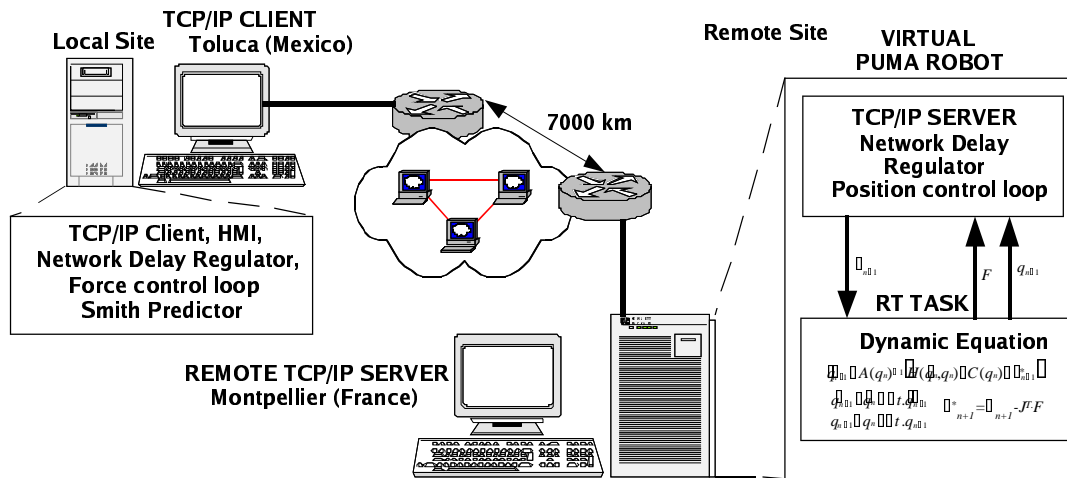 TCP/IP CLIENT
Local Site
Toluca (Mexico)
Remote Site
VIRTUAL
PUMA ROBOT
7000 km
TCP/IP SERVER
Network Delay
Regulator
Position control loop
TCP/IP Client, HMI,
Network Delay Regulator,
Force control loop
Smith Predictor
F
RT TASK
Dynamic Equation
REMOTE TCP/IP SERVER
Montpellier (France)